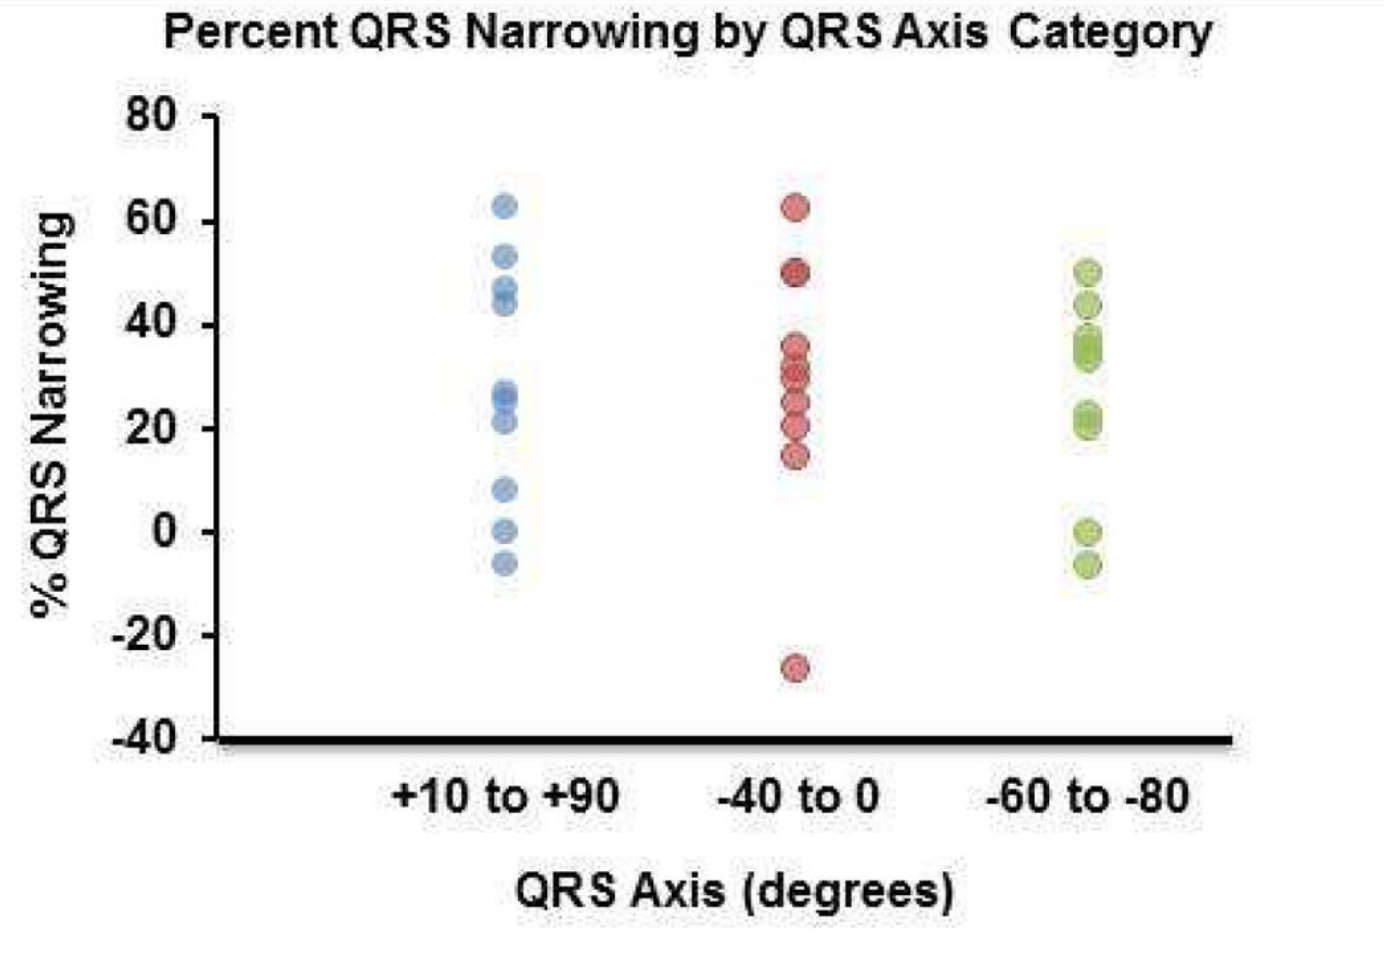 Percent QRS Narrowing by QRS Axis Category
% QRS Narrowing
80
60
40
20
0
-20
-40
+10 to +90
-40 to 0
-60 to -80
QRS Axis (degrees)